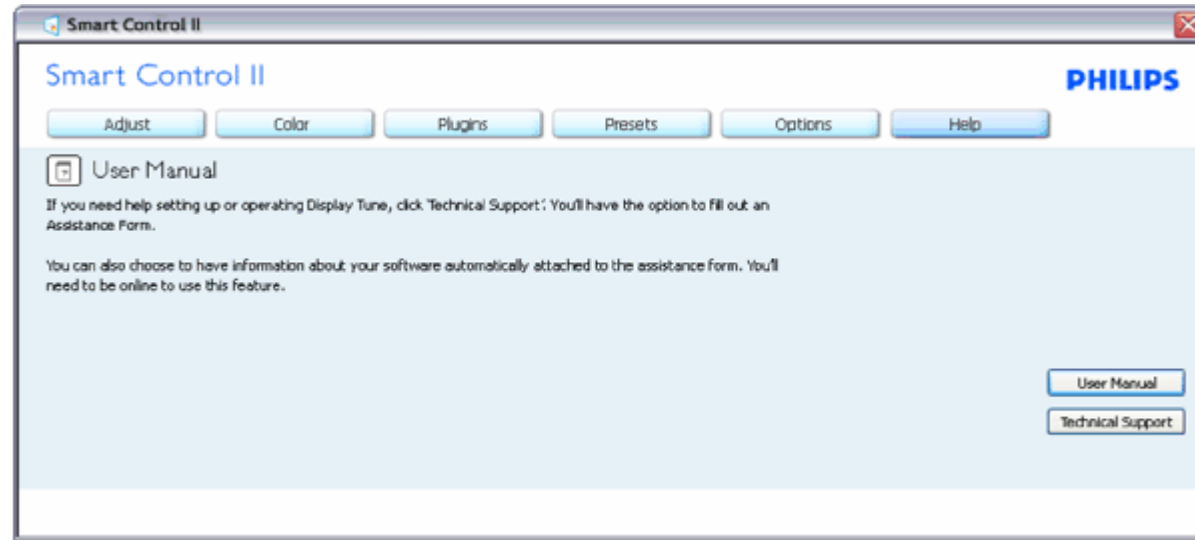 Smart Control II
Smart Control II
PHILIPS
Adjust Color Plugins Presets Options Help
User Manual
If you need help setting up or operating Display Tune, click 'Technical Support'. You'll have the option to fill out an
Assistance Form.
You can also choose to have information about your software automatically attached to the assistance form. You'll
need to be online to use this feature.
User Manual
Technical Support